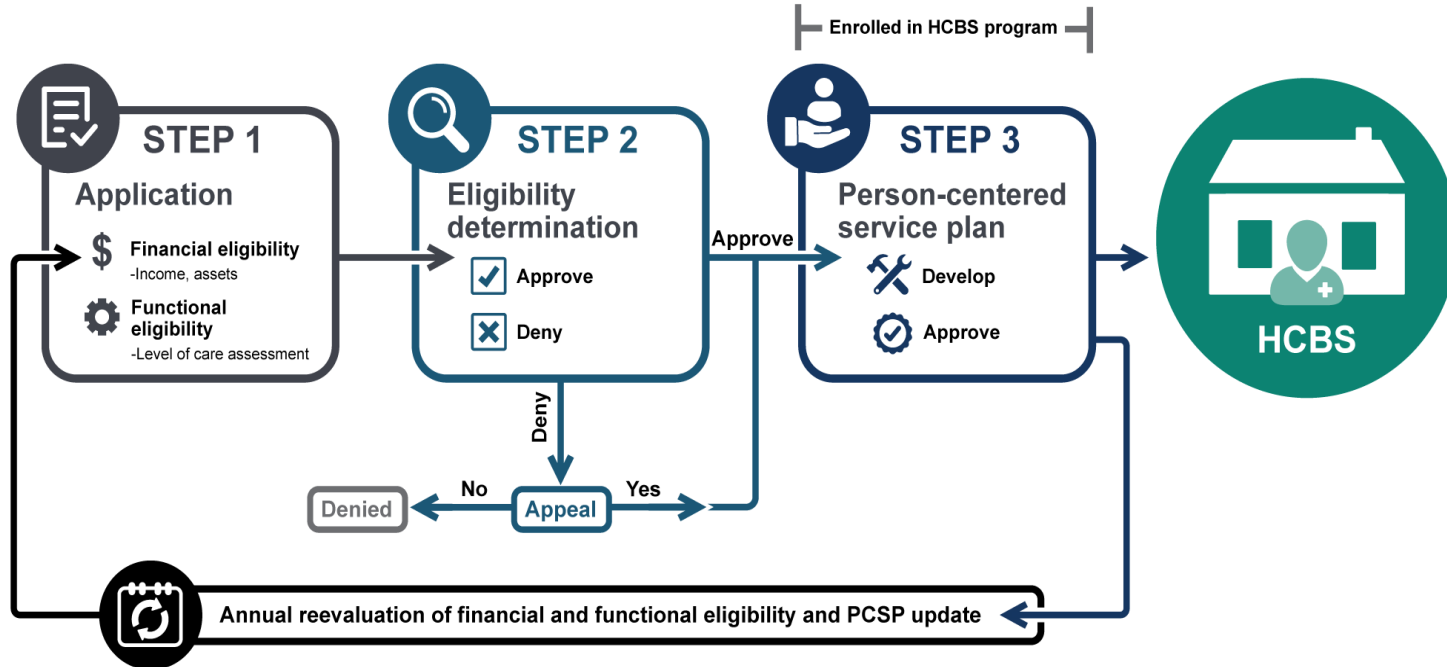 Enrolled in HCBS program
STEP 1
Application
$
Financial eligibility
-Income, assets
Functional
eligibility
-Level of care assessment
STEP 2
Eligibility
determination
Approve
Deny
Approve
STEP 3
Person-centered
service plan
Develop
Approve
HCBS
Deny
No
Appeal
Yes
Denied
Annual reevaluation of financial and functional eligibility and PCSP update